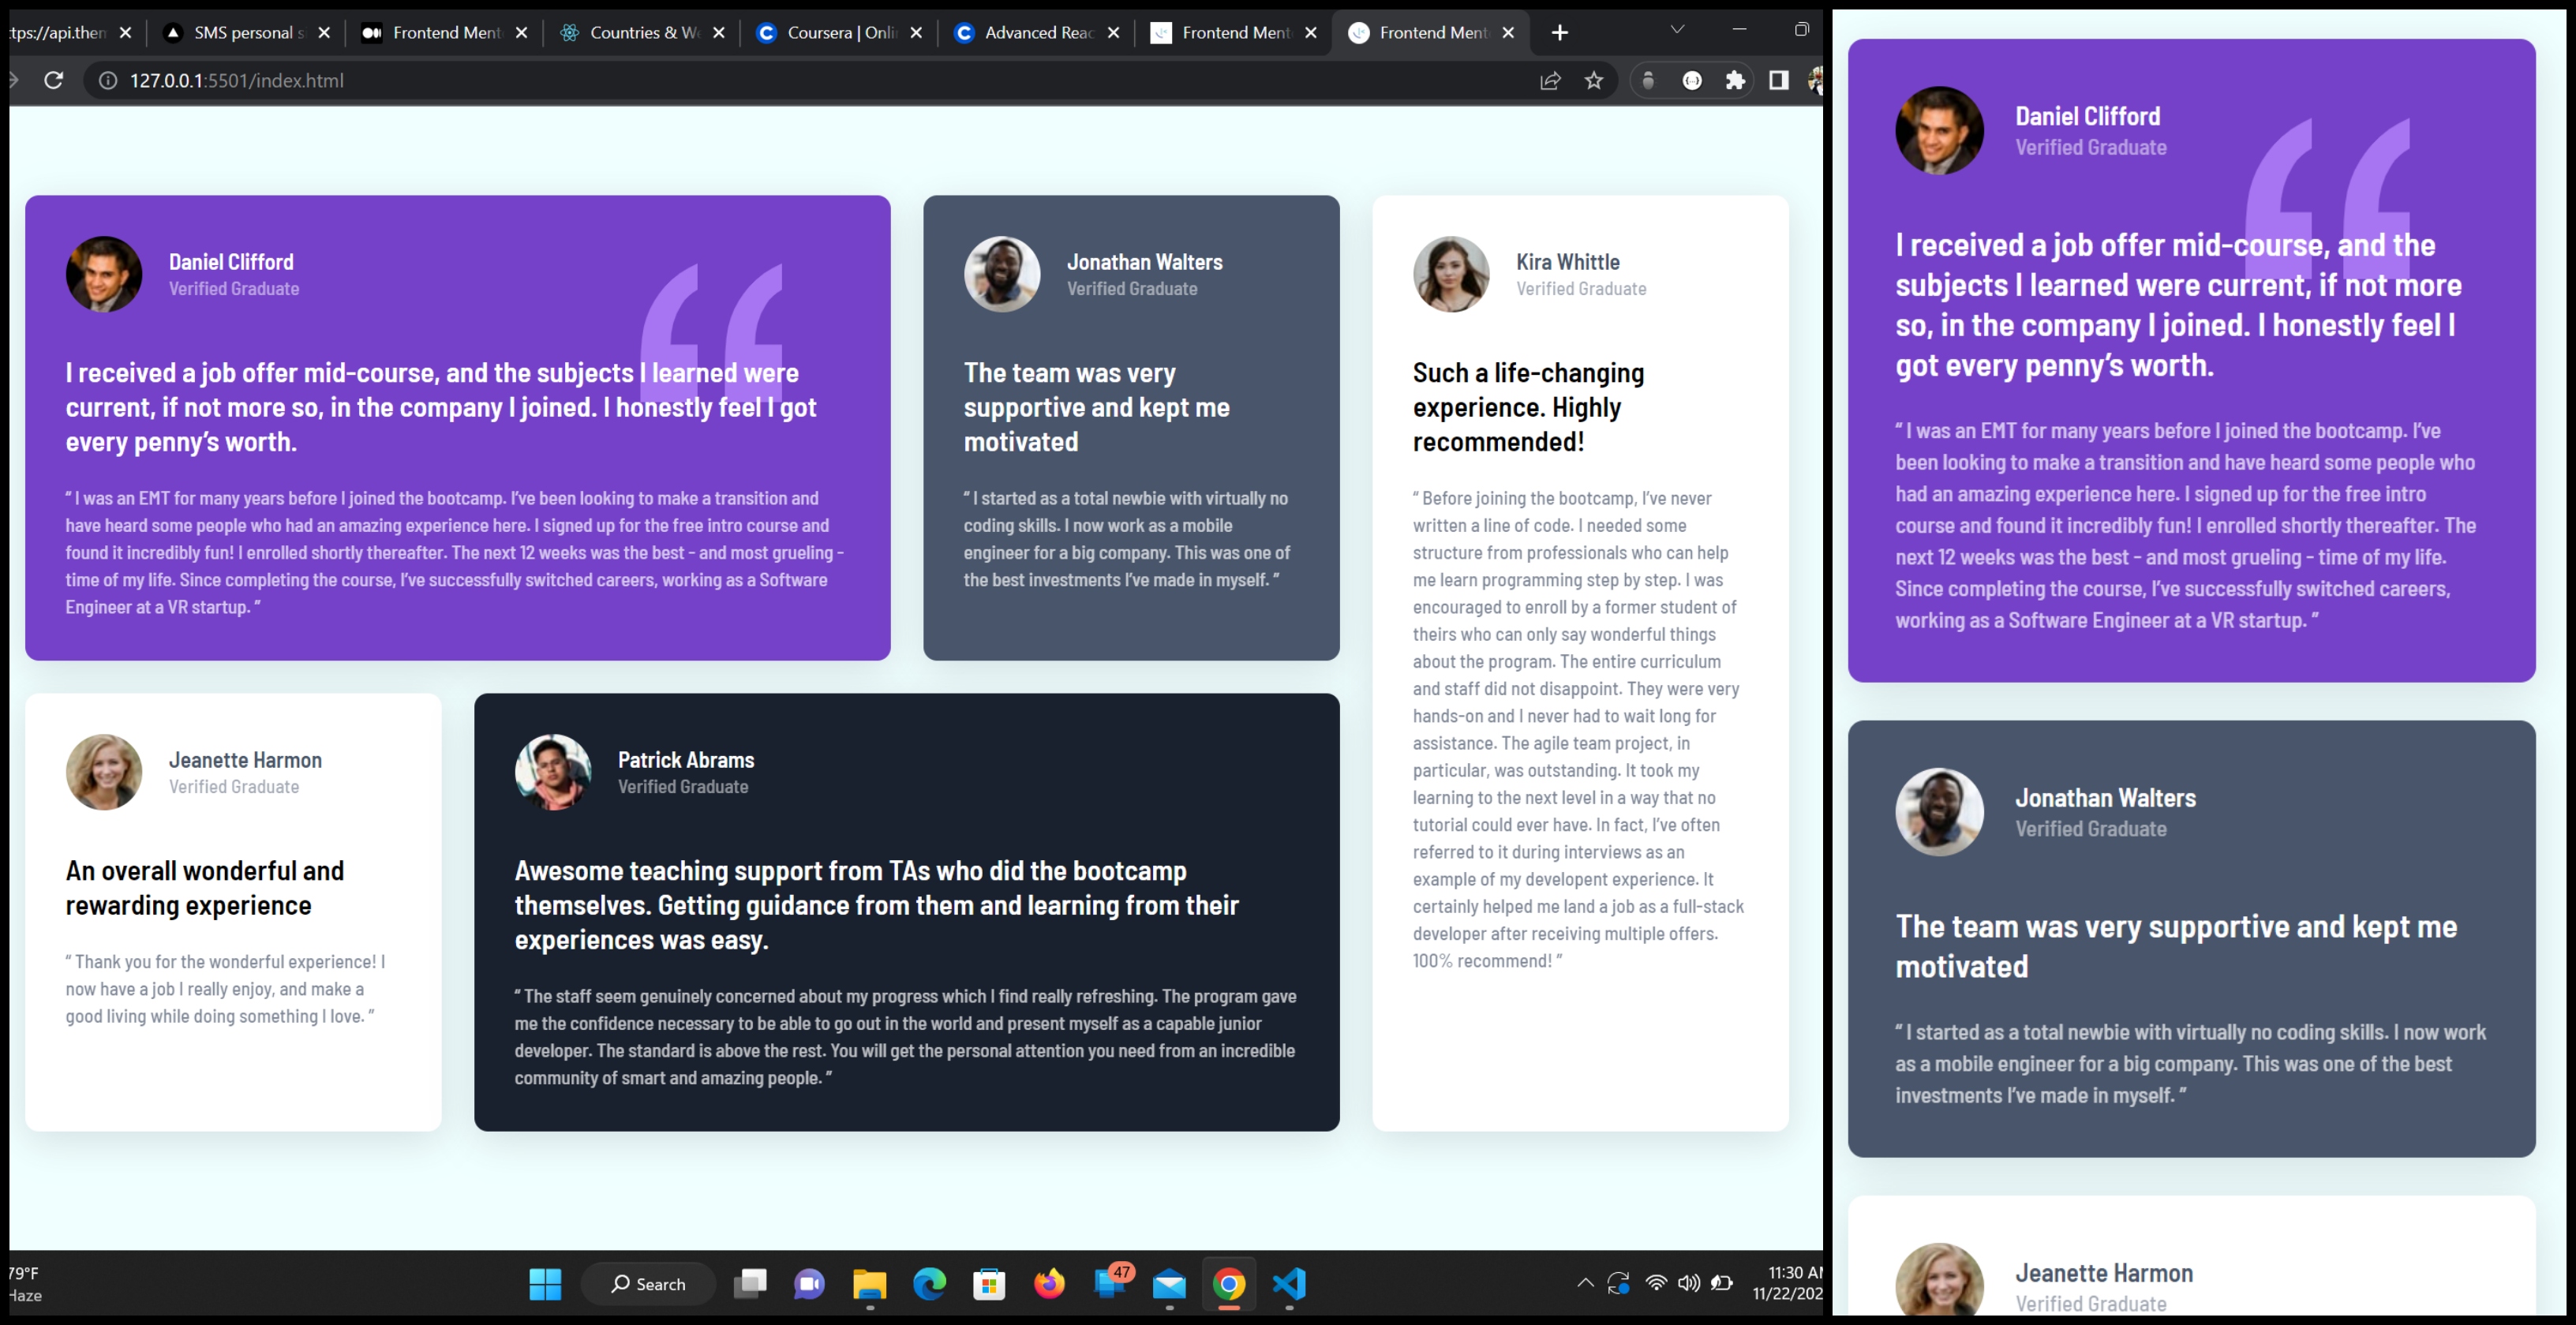 ttps://api.then
SMS personal s
Frontend Ment
Countries & We
Coursera | Onli
Advanced Reac
Frontend Ment
Frontend Ment
127.0.0.1:5501/index.html
Daniel Clifford
Verified Graduate
I received a job offer mid-course, and the subjects I learned were
current, if not more so, in the company I joined. I honestly feel I got
every penny’s worth.
“ I was an EMT for many years before I joined the bootcamp. I’ve been looking to make a transition and
have heard some people who had an amazing experience here. I signed up for the free intro course and
found it incredibly fun! I enrolled shortly thereafter. The next 12 weeks was the best - and most grueling -
time of my life. Since completing the course, I’ve successfully switched careers, working as a Software
Engineer at a VR startup. ”
Jonathan Walters
Verified Graduate
The team was very
supportive and kept me
motivated
“ I started as a total newbie with virtually no
coding skills. I now work as a mobile
engineer for a big company. This was one of
the best investments I’ve made in myself. ”
Kira Whittle
Verified Graduate
Such a life-changing
experience. Highly
recommended!
“ Before joining the bootcamp, I’ve never
written a line of code. I needed some
structure from professionals who can help
me learn programming step by step. I was
encouraged to enroll by a former student of
theirs who can only say wonderful things
about the program. The entire curriculum
and staff did not disappoint. They were very
hands-on and I never had to wait long for
assistance. The agile team project, in
particular, was outstanding. It took my
learning to the next level in a way that no
tutorial could ever have. In fact, I’ve often
referred to it during interviews as an
example of my developent experience. It
certainly helped me land a job as a full-stack
developer after receiving multiple offers.
100% recommend! ”
Jeanette Harmon
Verified Graduate
An overall wonderful and
rewarding experience
“ Thank you for the wonderful experience! I
now have a job I really enjoy, and make a
good living while doing something I love. ”
Patrick Abrams
Verified Graduate
Awesome teaching support from TAs who did the bootcamp
themselves. Getting guidance from them and learning from their
experiences was easy.
“ The staff seem genuinely concerned about my progress which I find really refreshing. The program gave
me the confidence necessary to be able to go out in the world and present myself as a capable junior
developer. The standard is above the rest. You will get the personal attention you need from an incredible
community of smart and amazing people. ”
79°F
Haze
Search
47
11:30 AM
11/22/202
Daniel Clifford
Verified Graduate
I received a job offer mid-course, and the
subjects I learned were current, if not more
so, in the company I joined. I honestly feel I
got every penny’s worth.
“ I was an EMT for many years before I joined the bootcamp. I’ve
been looking to make a transition and have heard some people who
had an amazing experience here. I signed up for the free intro
course and found it incredibly fun! I enrolled shortly thereafter. The
next 12 weeks was the best - and most grueling - time of my life.
Since completing the course, I’ve successfully switched careers,
working as a Software Engineer at a VR startup. ”
Jonathan Walters
Verified Graduate
The team was very supportive and kept me
motivated
“ I started as a total newbie with virtually no coding skills. I now work
as a mobile engineer for a big company. This was one of the best
investments I’ve made in myself. ”
Jeanette Harmon
Verified Graduate